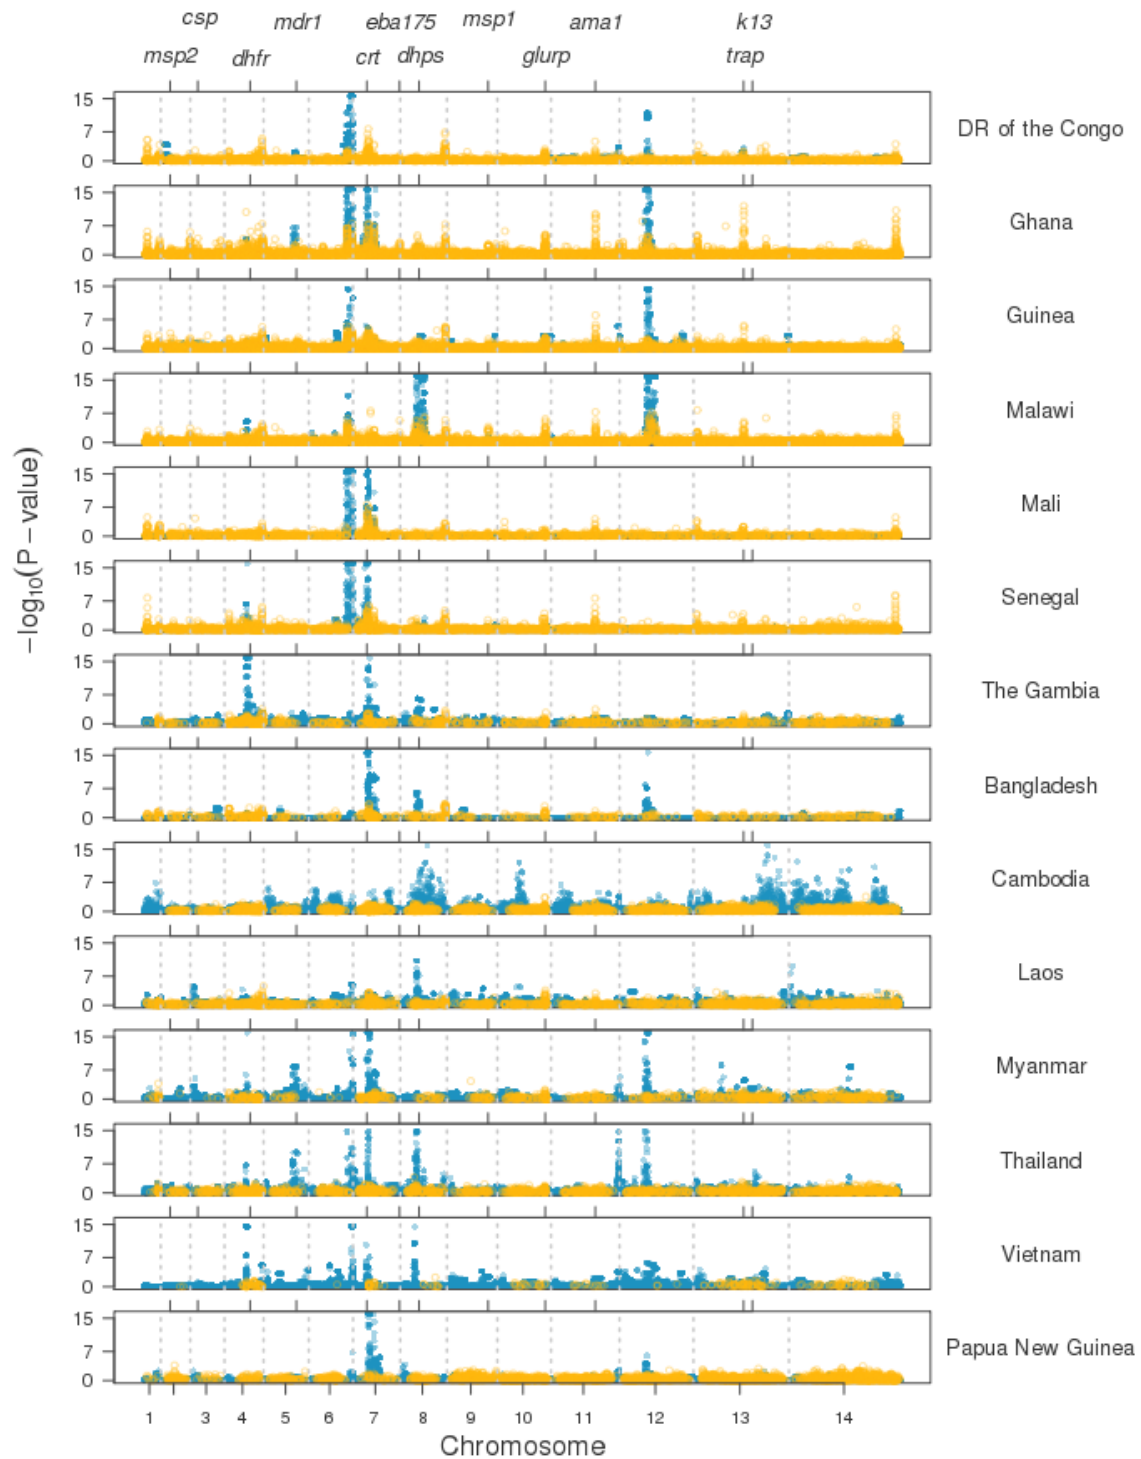 csp mdr1 eba175 msp1 ama1 k13
msp2 dhfr crt dhps glurp trap
15
7
0
DR of the Congo
15
7
0
Ghana
15
7
0
Guinea
15
7
0
Malawi
15
7
0
Mali
15
7
0
Senegal
15
7
0
The Gambia
15
7
0
Bangladesh
15
7
0
Cambodia
15
7
0
Laos
15
7
0
Myanmar
15
7
0
Thailand
15
7
0
Vietnam
15
7
0
Papua New Guinea
−log10(P−value)
1 3 4 5 6 7 8 9 10 11 12 13 14
Chromosome